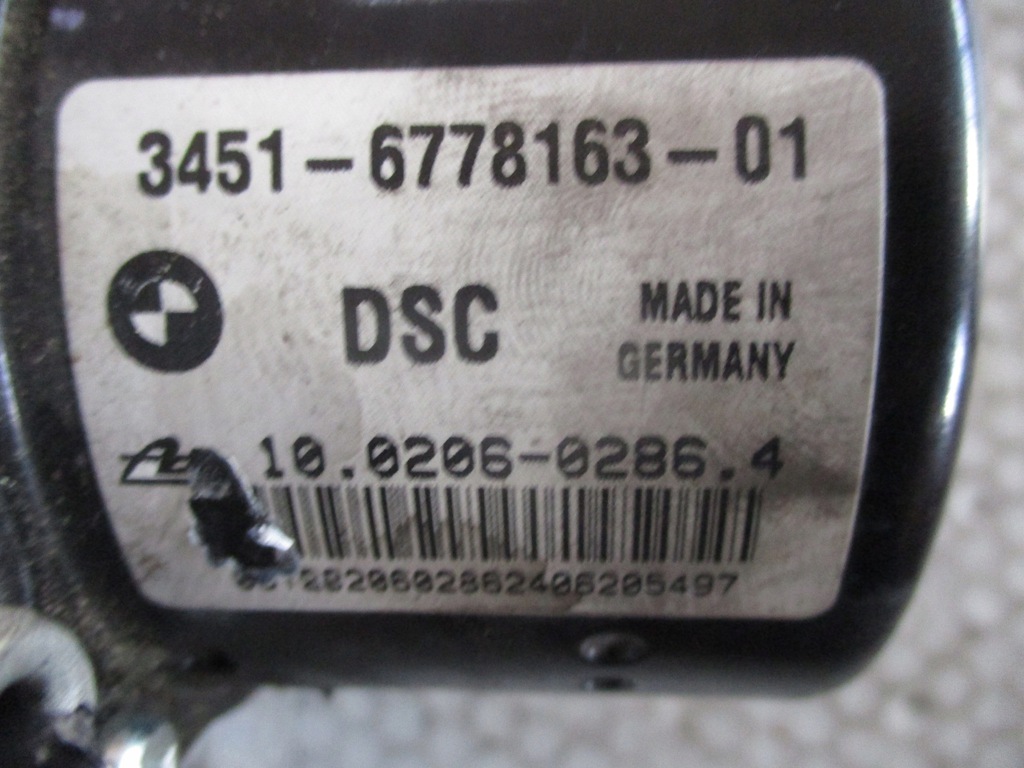 3451-6778163-01
DSC
MADE IN
GERMANY
10.0206-0286.4